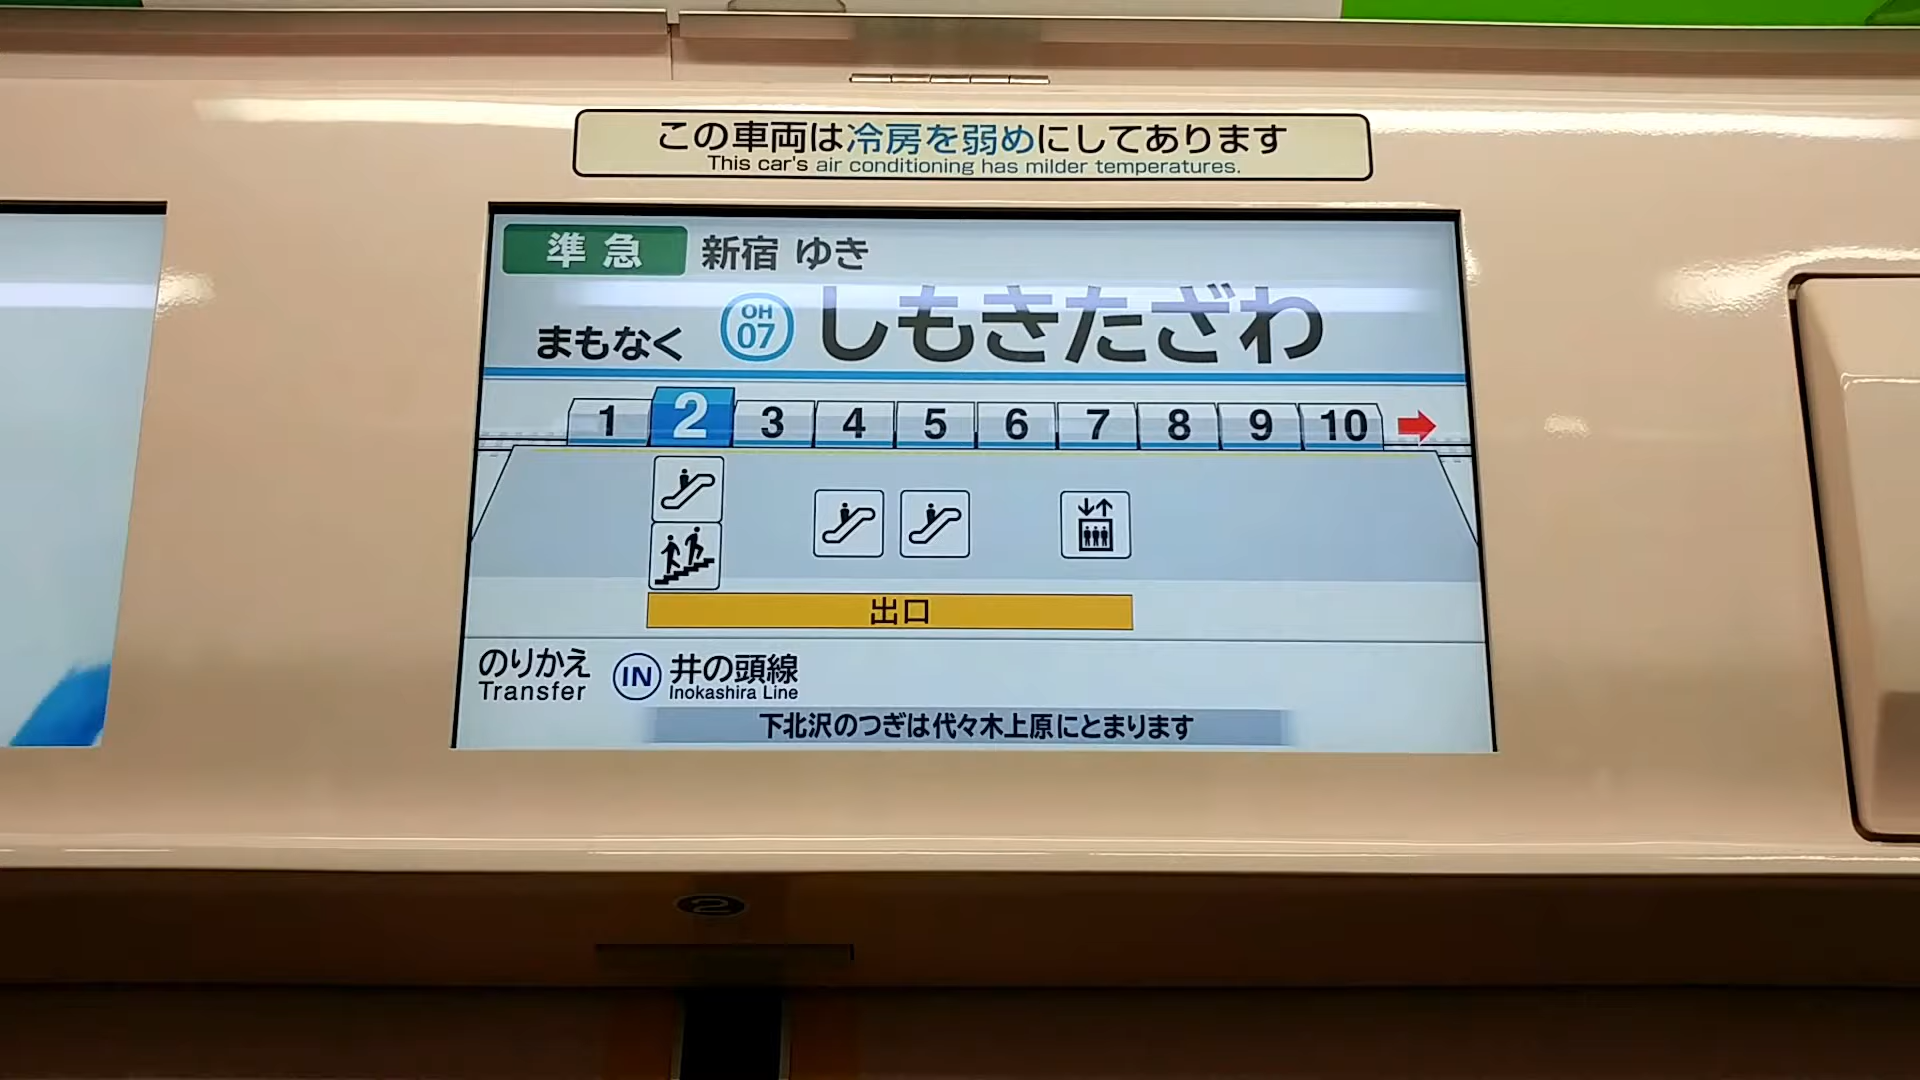 この車両は冷房を弱めにしてあります
This car's air conditioning has milder temperatures.
準急 新宿 ゆき
まもなく OH 07 しもきたざわ
1 2 3 4 5 6 7 8 9 10
出口
のりかえ IN 井の頭線
Transfer Inokashira Line
下北沢のつぎは代々木上原にとまります
2